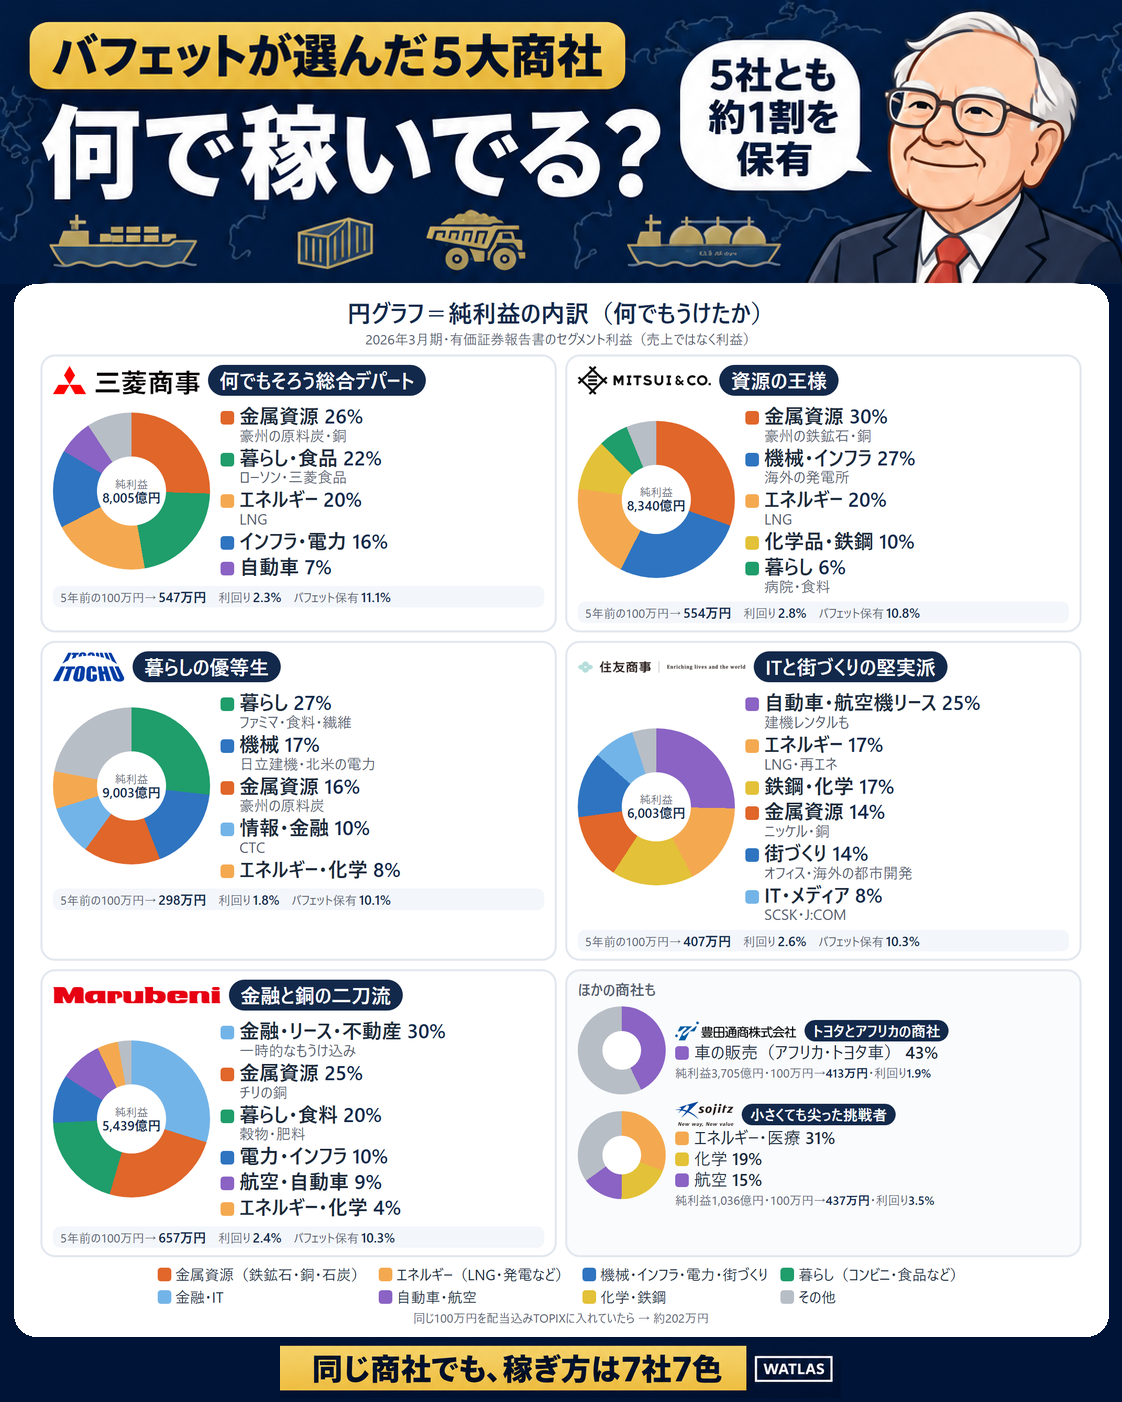 バフェットが選んだ5大商社
何で稼いでる？
5社とも
約1割を
保有
円グラフ＝純利益の内訳（何でもうけたか）
2026年3月期・有価証券報告書のセグメント利益（売上ではなく利益）
三菱商事 何でもそろう総合デパート
純利益
8,005億円
金属資源 26%
豪州の原料炭・銅
暮らし・食品 22%
ローソン・三菱食品
エネルギー 20%
LNG
インフラ・電力 16%
自動車 7%
5年前の100万円→547万円 利回り2.3% バフェット保有11.1%
MITSUI&CO. 資源の王様
純利益
8,340億円
金属資源 30%
豪州の鉄鉱石・銅
機械・インフラ 27%
海外の発電所
エネルギー 20%
LNG
化学品・鉄鋼 10%
暮らし 6%
病院・食料
5年前の100万円→554万円 利回り2.8% バフェット保有10.8%
ITOCHU 暮らしの優等生
純利益
9,003億円
暮らし 27%
ファミマ・食料・繊維
機械 17%
日立建機・北米の電力
金属資源 16%
豪州の原料炭
情報・金融 10%
CTC
エネルギー・化学 8%
5年前の100万円→298万円 利回り1.8% バフェット保有10.1%
住友商事 Enriching lives and the world ITと街づくりの堅実派
純利益
6,003億円
自動車・航空機リース 25%
建機レンタルも
エネルギー 17%
LNG・再エネ
鉄鋼・化学 17%
金属資源 14%
ニッケル・銅
街づくり 14%
オフィス・海外の都市開発
IT・メディア 8%
SCSK・J:COM
5年前の100万円→407万円 利回り2.6% バフェット保有10.3%
Marubeni 金融と銅の二刀流
純利益
5,439億円
金融・リース・不動産 30%
一時的なもうけ込み
金属資源 25%
チリの銅
暮らし・食料 20%
穀物・肥料
電力・インフラ 10%
航空・自動車 9%
エネルギー・化学 4%
5年前の100万円→657万円 利回り2.4% バフェット保有10.3%
ほかの商社も
豊田通商株式会社 トヨタとアフリカの商社
車の販売（アフリカ・トヨタ車） 43%
純利益3,705億円・100万円→413万円・利回り1.9%
sojitz
New way, New value
小さくても尖った挑戦者
エネルギー・医療 31%
化学 19%
航空 15%
純利益1,036億円・100万円→437万円・利回り3.5%
金属資源（鉄鉱石・銅・石炭） エネルギー（LNG・発電など） 機械・インフラ・電力・街づくり 暮らし（コンビニ・食品など）
金融・IT 自動車・航空 化学・鉄鋼 その他
同じ100万円を配当込みTOPIXに入れていたら → 約202万円
同じ商社でも、稼ぎ方は7社7色
WATLAS